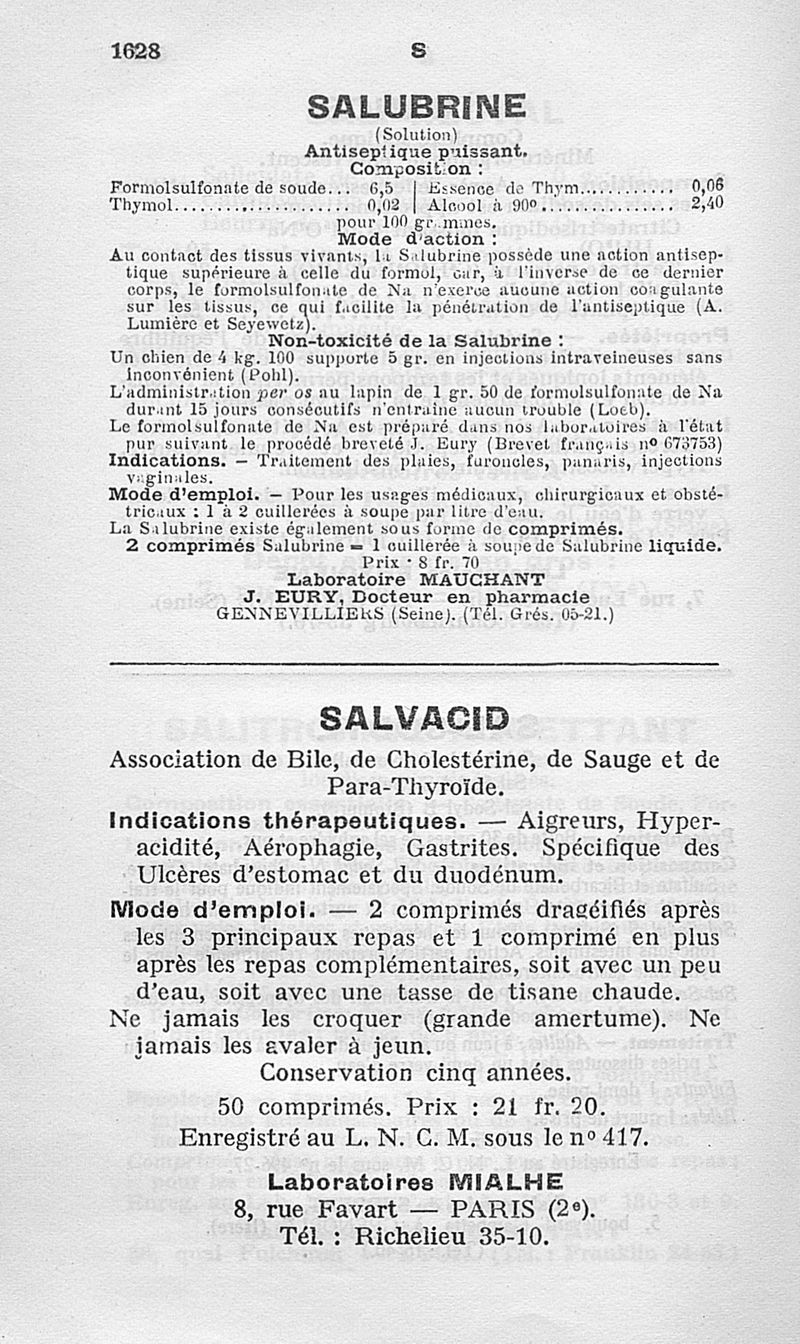 1628 S
SALUBRINE
(Solution)
Antiseptique puissant.
Composition :
Formolsulfonate de soude... 6,5 | Essence de Thym............ 0,06
Thymol...................... 0,02 | Alcool à 90°................. 2,40
pour 100 grammes.
Mode d'action :
Au contact des tissus vivants, la Salubrine possède une action antisep-
tique supérieure à celle du formol, car, à l'inverse de ce dernier
corps, le formolsulfonate de Na n'exerce aucune action coagulante
sur les tissus, ce qui facilite la pénétration de l'antiseptique (A.
Lumière et Seyewetz).
Non-toxicité de la Salubrine :
Un chien de 4 kg. 100 supporte 5 gr. en injections intraveineuses sans
inconvénient (Pohl).
L'administration per os au lapin de 1 gr. 50 de formolsulfonate de Na
durant 15 jours consécutifs n'entraine aucun trouble (Loeb).
Le formolsulfonate de Na est préparé dans nos laboratoires à l'état
pur suivant le procédé breveté J. Eury (Brevet français n° 673753)
Indications. — Traitement des plaies, furoncles, panaris, injections
vaginales.
Mode d'emploi. — Pour les usages médicaux, chirurgicaux et obsté-
tricaux : 1 à 2 cuillerées à soupe par litre d'eau.
La Salubrine existe également sous forme de comprimés.
2 comprimés Salubrine = 1 cuillerée à soupe de Salubrine liquide.
Prix : 8 fr. 70
Laboratoire MAUCHANT
J. EURY, Docteur en pharmacie
GENNEVILLIERS (Seine). (Tél. Grés. 05-21.)
SALVACID
Association de Bile, de Cholestérine, de Sauge et de
Para-Thyroïde.
Indications thérapeutiques. — Aigreurs, Hyper-
acidité, Aérophagie, Gastrites. Spécifique des
Ulcères d'estomac et du duodénum.
Mode d'emploi. — 2 comprimés dragéifiés après
les 3 principaux repas et 1 comprimé en plus
après les repas complémentaires, soit avec un peu
d'eau, soit avec une tasse de tisane chaude.
Ne jamais les croquer (grande amertume). Ne
jamais les avaler à jeun.
Conservation cinq années.
50 comprimés. Prix : 21 fr. 20.
Enregistré au L. N. C. M. sous le n° 417.
Laboratoires MIALHE
8, rue Favart — PARIS (2e).
Tél. : Richelieu 35-10.